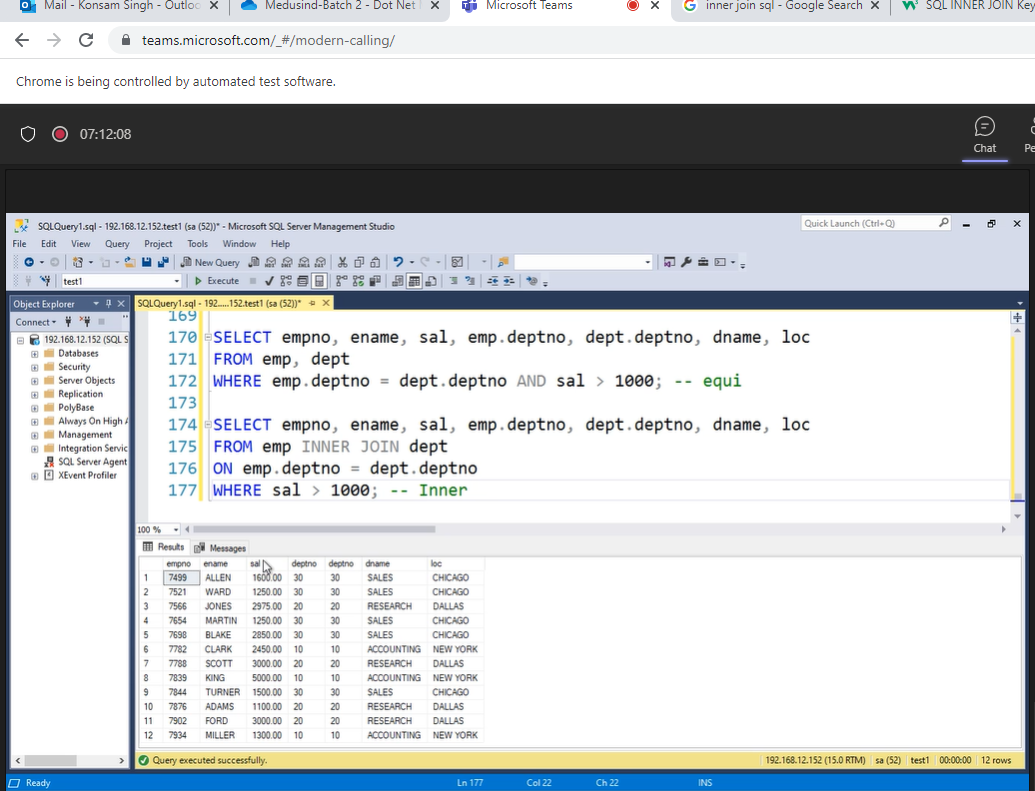 Mail - Konsam Singh - Outloo
Medusind-Batch 2 - Dot Net
Microsoft Teams
inner join sql - Google Search
SQL INNER JOIN Key
teams.microsoft.com/_#/modern-calling/
Chrome is being controlled by automated test software.
07:12:08
Chat
Pe
SQLQuery1.sql - 192.168.12.152.test1 (sa (52))* - Microsoft SQL Server Management Studio
Quick Launch (Ctrl+Q)
File Edit View Query Project Tools Window Help
New Query
test1
Execute
Object Explorer
SQLQuery1.sql - 192.....152.test1 (sa (52))*
Connect
192.168.12.152 (SQL S
Databases
Security
Server Objects
Replication
PolyBase
Always On High A
Management
Integration Servic
SQL Server Agent
XEvent Profiler
169
170 SELECT empno, ename, sal, emp.deptno, dept.deptno, dname, loc
171 FROM emp, dept
172 WHERE emp.deptno = dept.deptno AND sal > 1000; -- equi
173
174 SELECT empno, ename, sal, emp.deptno, dept.deptno, dname, loc
175 FROM emp INNER JOIN dept
176 ON emp.deptno = dept.deptno
177 WHERE sal > 1000; -- Inner
100 %
Results Messages
empno ename sal deptno deptno dname loc
1 7499 ALLEN 1600.00 30 30 SALES CHICAGO
2 7521 WARD 1250.00 30 30 SALES CHICAGO
3 7566 JONES 2975.00 20 20 RESEARCH DALLAS
4 7654 MARTIN 1250.00 30 30 SALES CHICAGO
5 7698 BLAKE 2850.00 30 30 SALES CHICAGO
6 7782 CLARK 2450.00 10 10 ACCOUNTING NEW YORK
7 7788 SCOTT 3000.00 20 20 RESEARCH DALLAS
8 7839 KING 5000.00 10 10 ACCOUNTING NEW YORK
9 7844 TURNER 1500.00 30 30 SALES CHICAGO
10 7876 ADAMS 1100.00 20 20 RESEARCH DALLAS
11 7902 FORD 3000.00 20 20 RESEARCH DALLAS
12 7934 MILLER 1300.00 10 10 ACCOUNTING NEW YORK
Query executed successfully.
192.168.12.152 (15.0 RTM) sa (52) test1 00:00:00 12 rows
Ready
Ln 177 Col 22 Ch 22 INS